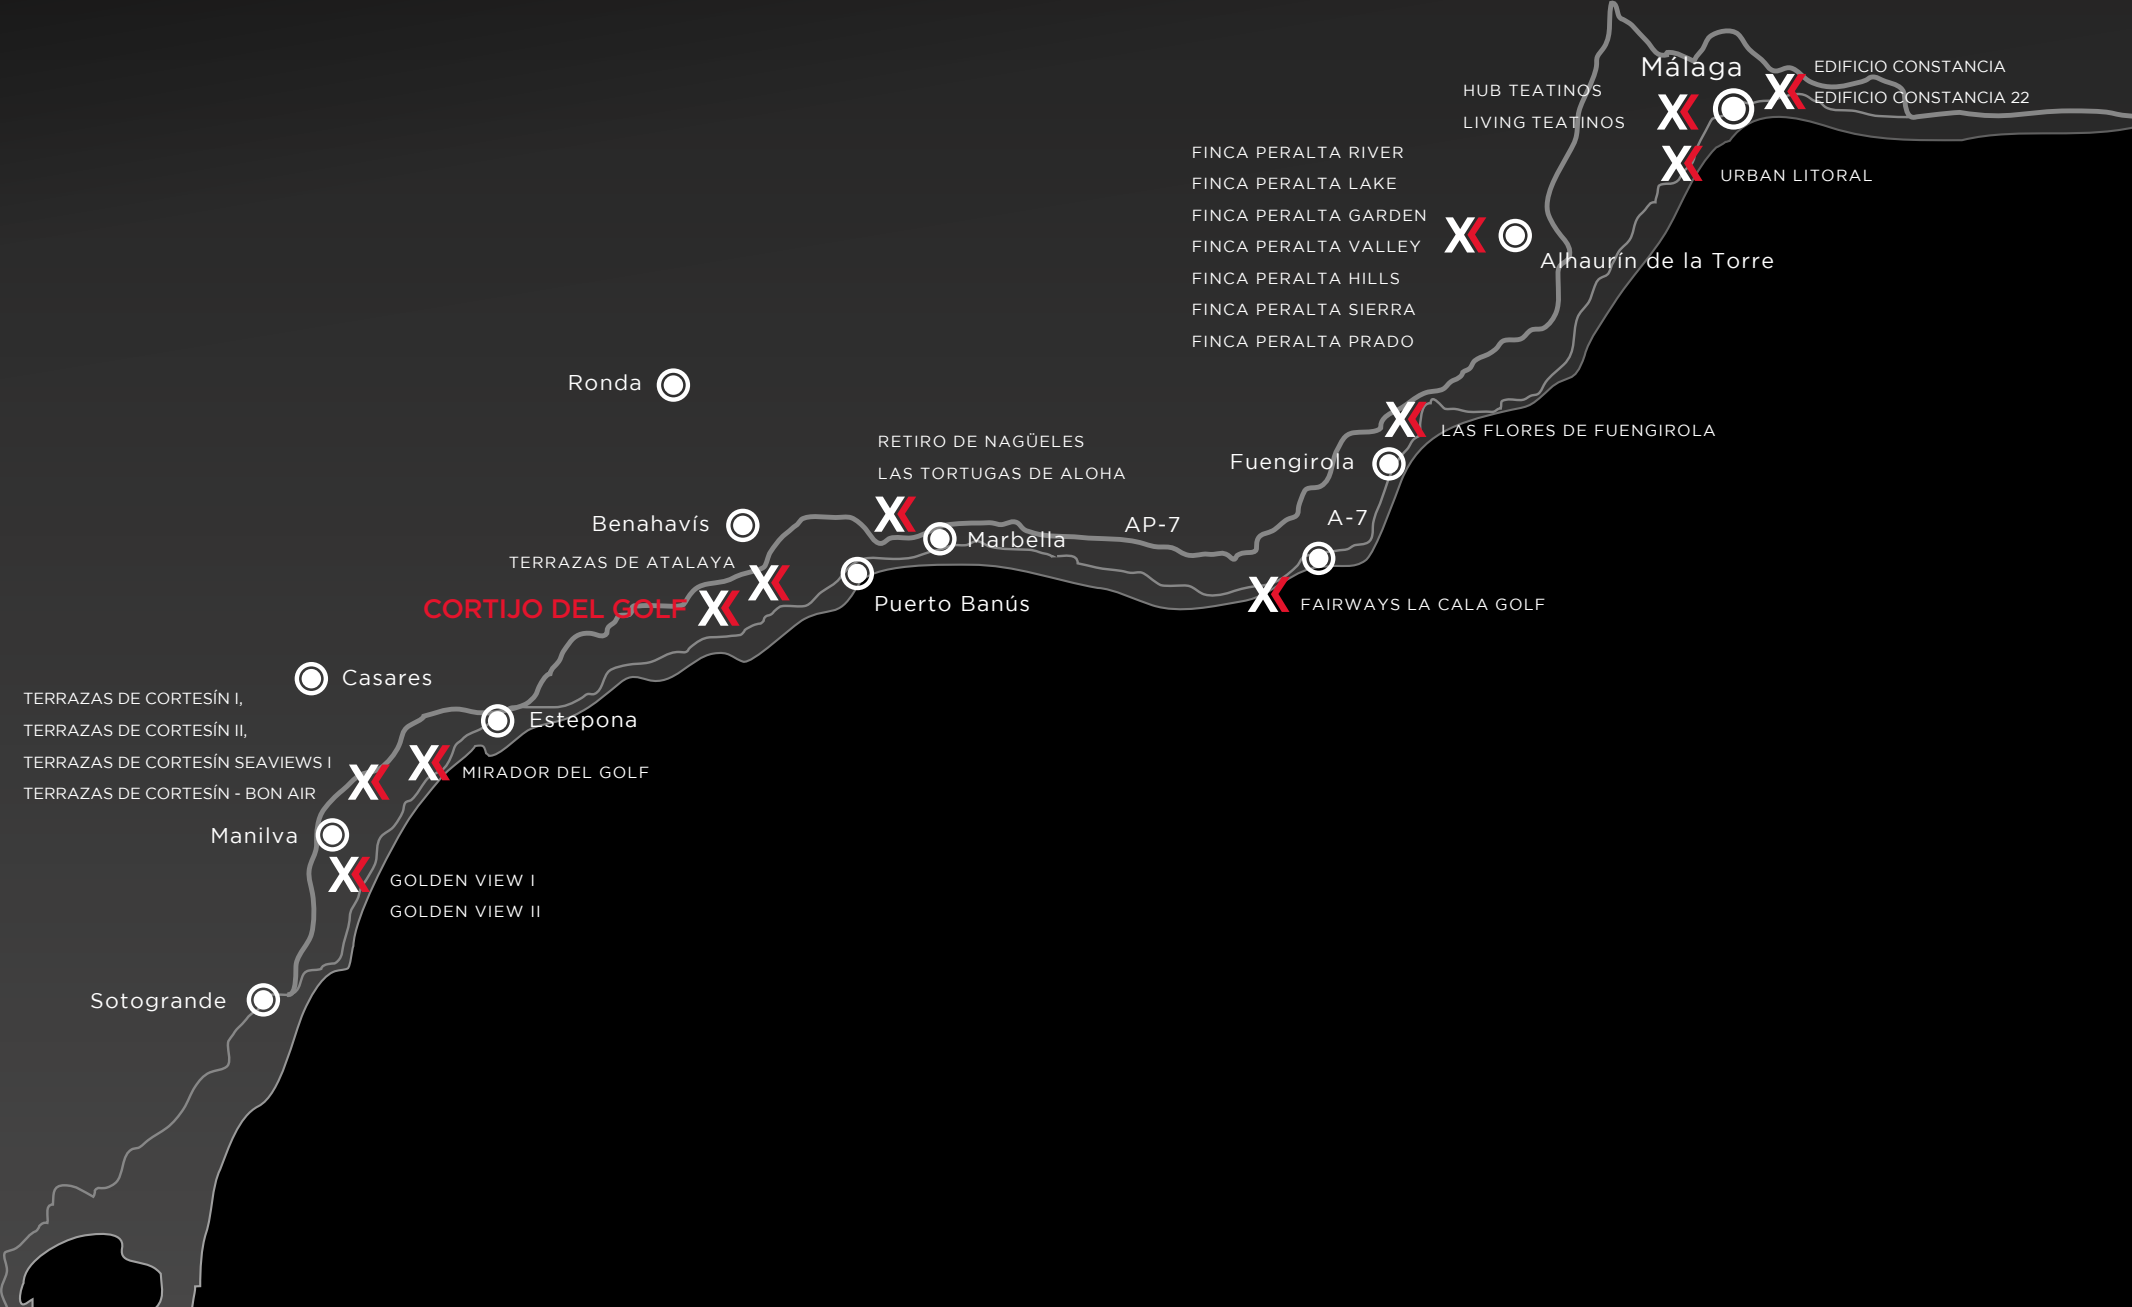 Málaga
EDIFICIO CONSTANCIA
EDIFICIO CONSTANCIA 22
HUB TEATINOS
LIVING TEATINOS
URBAN LITORAL
FINCA PERALTA RIVER
FINCA PERALTA LAKE
FINCA PERALTA GARDEN
FINCA PERALTA VALLEY
FINCA PERALTA HILLS
FINCA PERALTA SIERRA
FINCA PERALTA PRADO
Alhaurín de la Torre
Ronda
RETIRO DE NAGÜELES
LAS TORTUGAS DE ALOHA
LAS FLORES DE FUENGIROLA
Fuengirola
Benahavís
AP-7
A-7
Marbella
TERRAZAS DE ATALAYA
CORTIJO DEL GOLF
Puerto Banús
FAIRWAYS LA CALA GOLF
Casares
TERRAZAS DE CORTESÍN I,
TERRAZAS DE CORTESÍN II,
TERRAZAS DE CORTESÍN SEAVIEWS I
TERRAZAS DE CORTESÍN - BON AIR
Estepona
MIRADOR DEL GOLF
Manilva
GOLDEN VIEW I
GOLDEN VIEW II
Sotogrande